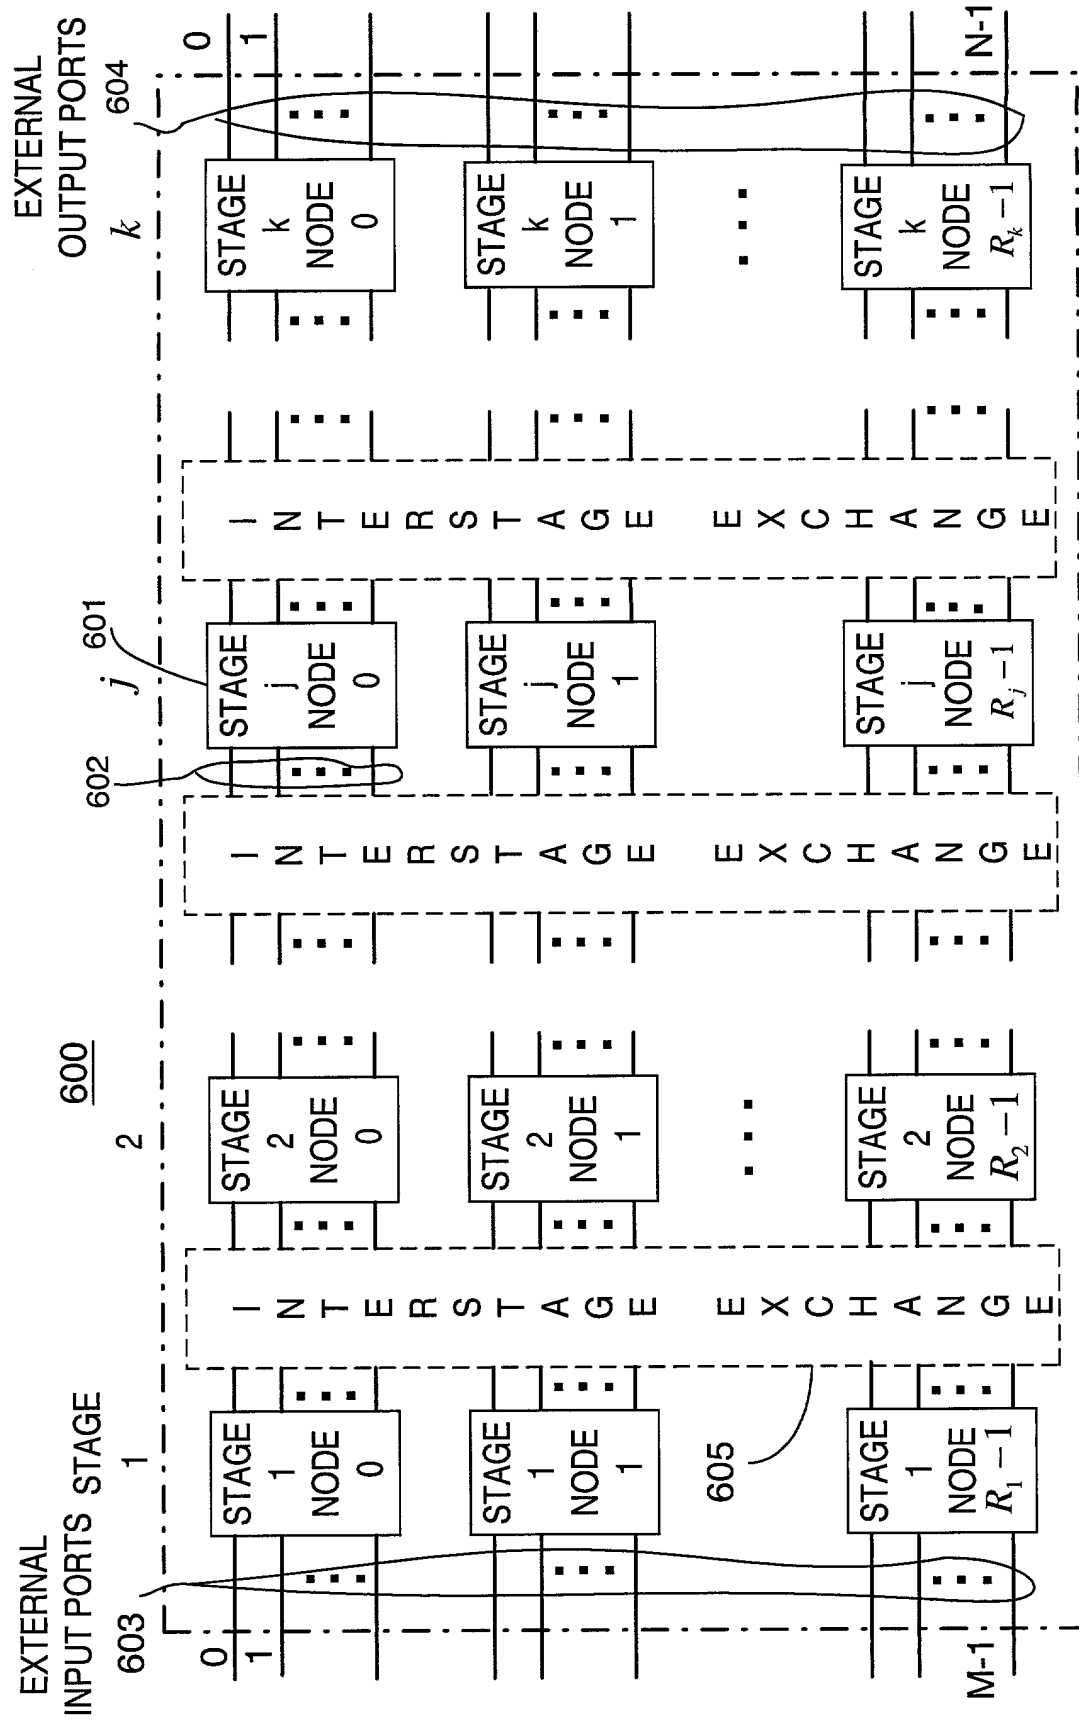 600
EXTERNAL
INPUT PORTS
STAGE
1
2
j
k
EXTERNAL
OUTPUT PORTS
603
602
601
604
0
1
M-1
STAGE
1
NODE
0
STAGE
1
NODE
1
STAGE
1
NODE
R₁−1
605
INTERSTAGE EXCHANGE
STAGE
2
NODE
0
STAGE
2
NODE
1
STAGE
2
NODE
R₂−1
INTERSTAGE EXCHANGE
STAGE
j
NODE
0
STAGE
j
NODE
1
STAGE
j
NODE
Rⱼ−1
INTERSTAGE EXCHANGE
STAGE
k
NODE
0
STAGE
k
NODE
1
STAGE
k
NODE
Rₖ−1
0
1
N-1